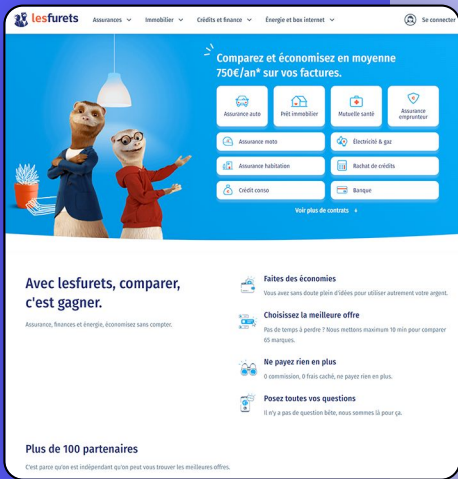 lesfurets
Assurances
Immobilier
Crédits et finance
Énergie et box internet
Se connecter
Comparez et économisez en moyenne
750€/an* sur vos factures.
Assurance auto
Prêt immobilier
Mutuelle santé
Assurance
emprunteur
Assurance moto
Électricité & gaz
Assurance habitation
Rachat de crédits
Crédit conso
Banque
Voir plus de contrats
Avec lesfurets, comparer,
c'est gagner.
Assurance, finances et énergie, économisez sans compter.
Faites des économies
Vous avez sans doute plein d'idées pour utiliser autrement votre argent.
Choisissez la meilleure offre
Pas de temps à perdre ? Nous mettons maximum 10 min pour comparer
65 marques.
Ne payez rien en plus
0 commission, 0 frais caché, ne payez rien en plus.
Posez toutes vos questions
Il n'y a pas de question bête, nous sommes là pour ça.
Plus de 100 partenaires
C'est parce qu'on est indépendant qu'on peut vous trouver les meilleures offres.